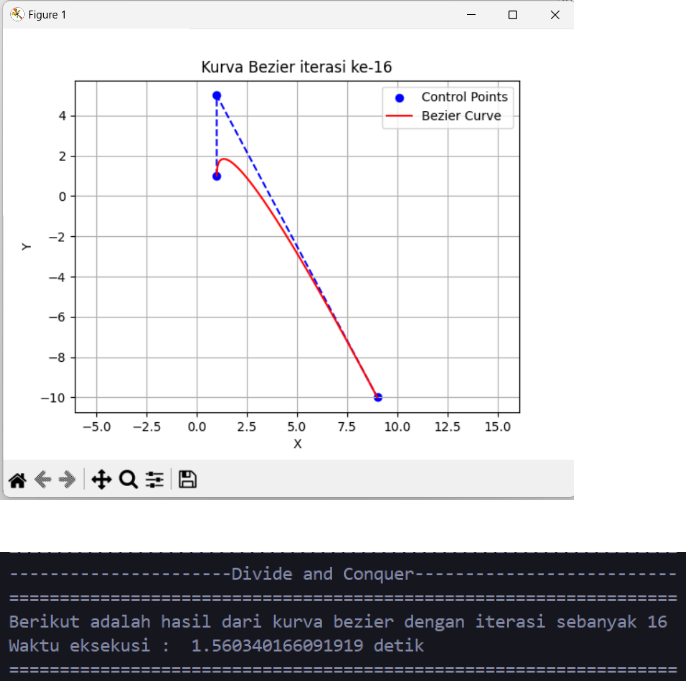 Figure 1
Kurva Bezier iterasi ke-16
Control Points
Bezier Curve
4
2
0
−2
−4
−6
−8
−10
Y
−5.0 −2.5 0.0 2.5 5.0 7.5 10.0 12.5 15.0
X
----------------------Divide and Conquer--------------------------
==================================================================
Berikut adalah hasil dari kurva bezier dengan iterasi sebanyak 16
Waktu eksekusi :  1.560340166091919 detik
==================================================================